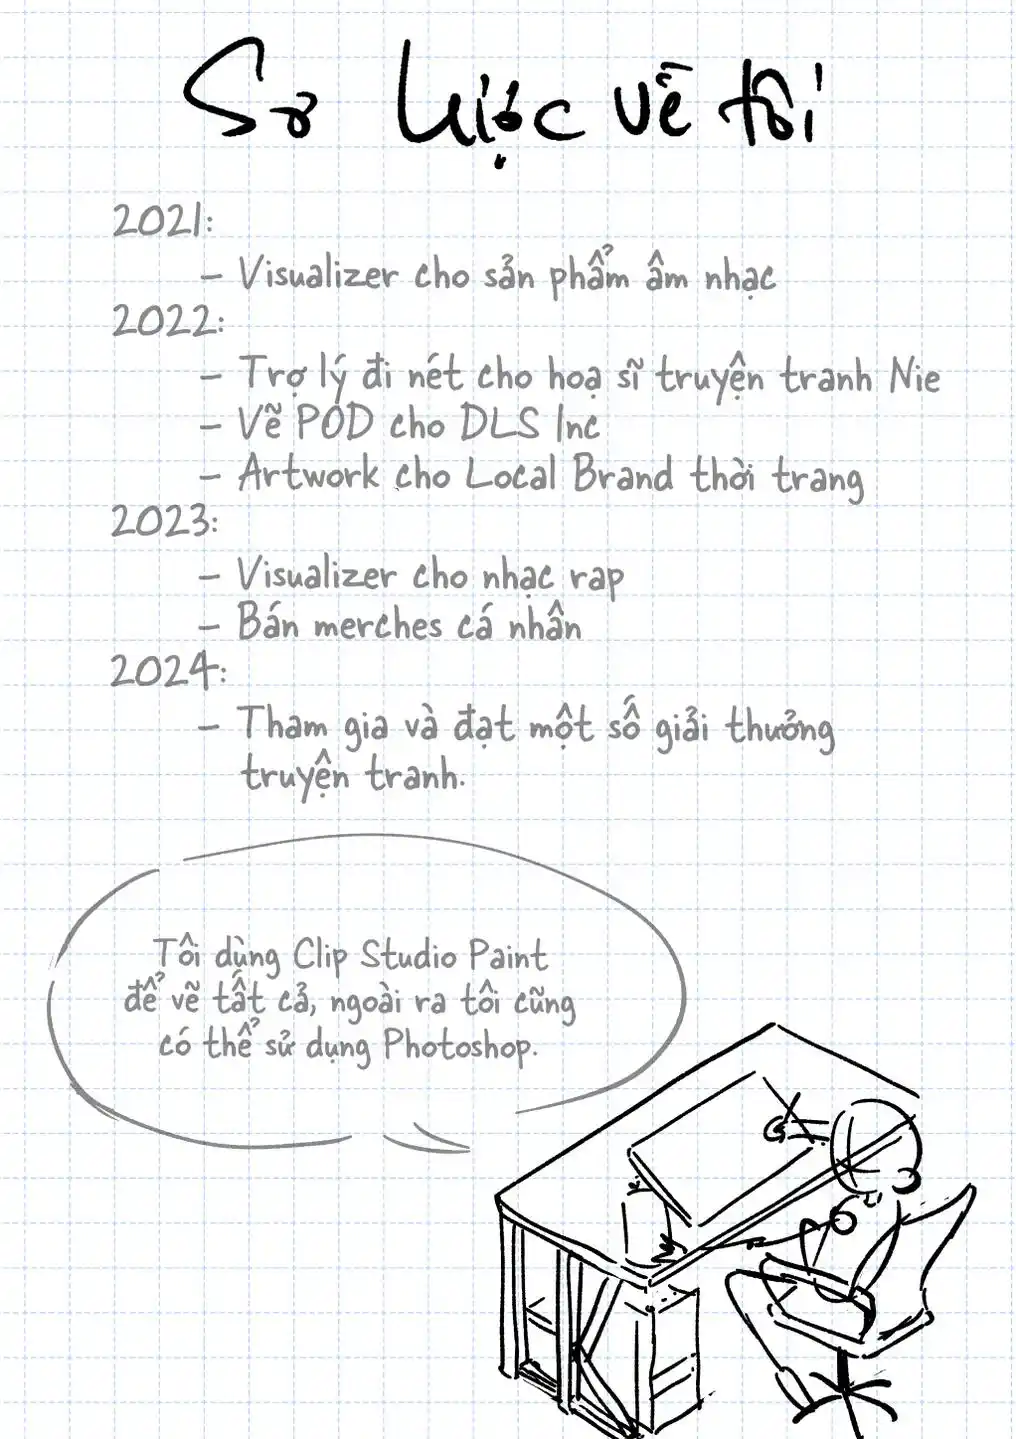 Sơ lược về tôi
2021:
- Visualizer cho sản phẩm âm nhạc
2022:
- Trợ lý đi nét cho hoạ sĩ truyện tranh Nie
- Vẽ POD cho DLS Inc
- Artwork cho Local Brand thời trang
2023:
- Visualizer cho nhạc rap
- Bán merches cá nhân
2024:
- Tham gia và đạt một số giải thưởng
truyện tranh.
Tôi dùng Clip Studio Paint
để vẽ tất cả, ngoài ra tôi cũng
có thể sử dụng Photoshop.